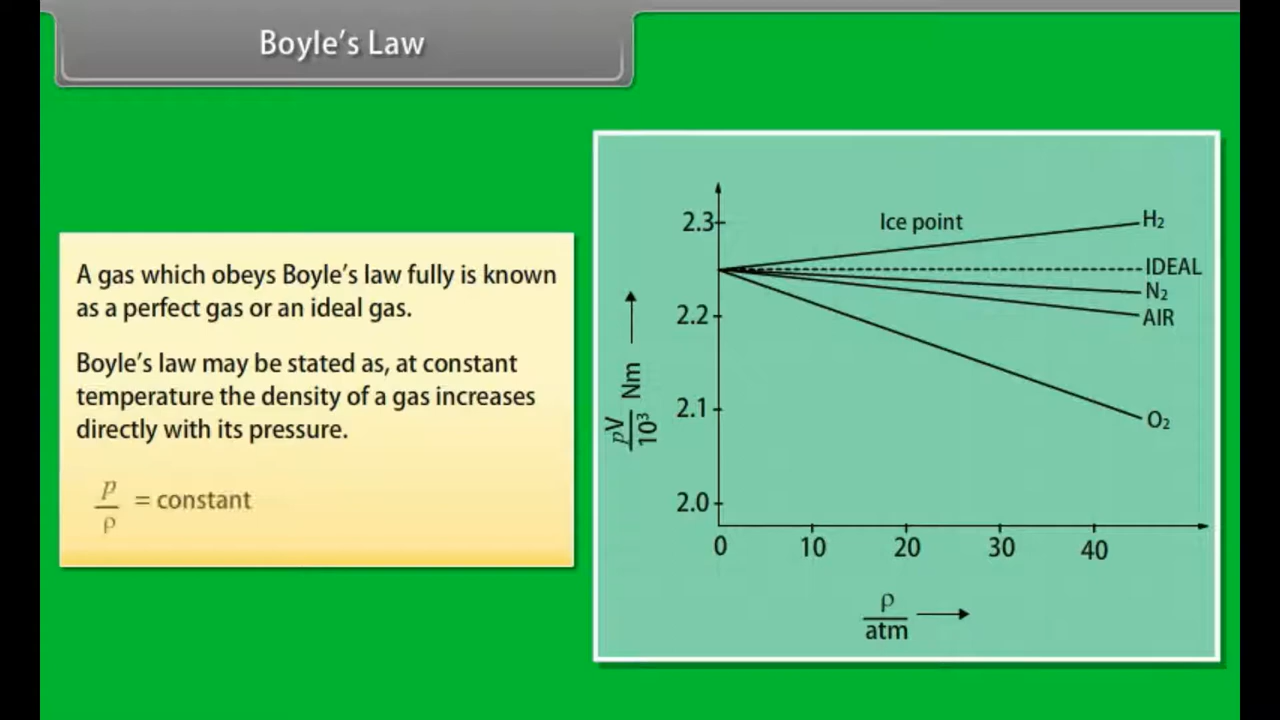 Boyle’s Law
A gas which obeys Boyle’s law fully is known
as a perfect gas or an ideal gas.
Boyle’s law may be stated as, at constant
temperature the density of a gas increases
directly with its pressure.
p
ρ
= constant
2.3
2.2
2.1
2.0
pV
10³
Nm
Ice point
H₂
IDEAL
N₂
AIR
O₂
0 10 20 30 40
ρ
atm